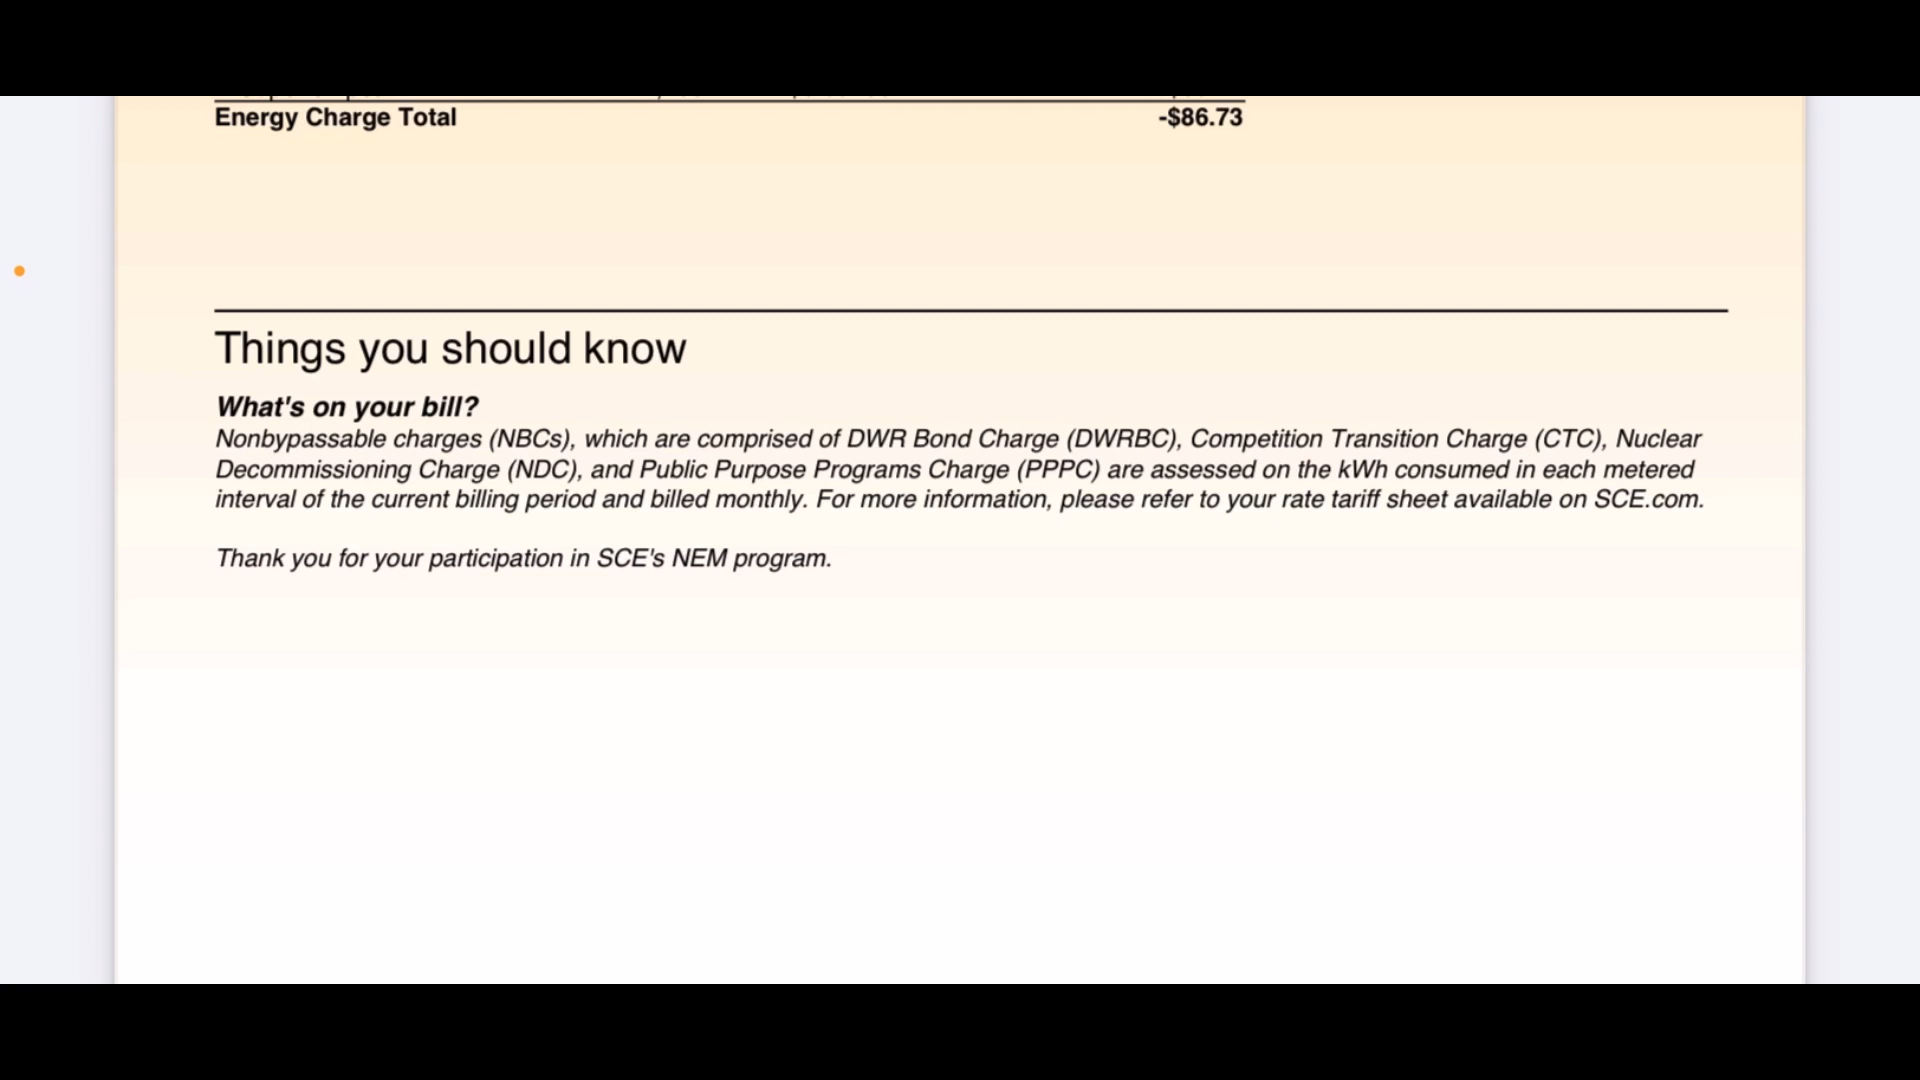 Energy Charge Total -$86.73
Things you should know
What's on your bill?
Nonbypassable charges (NBCs), which are comprised of DWR Bond Charge (DWRBC), Competition Transition Charge (CTC), Nuclear
Decommissioning Charge (NDC), and Public Purpose Programs Charge (PPPC) are assessed on the kWh consumed in each metered
interval of the current billing period and billed monthly. For more information, please refer to your rate tariff sheet available on SCE.com.
Thank you for your participation in SCE's NEM program.